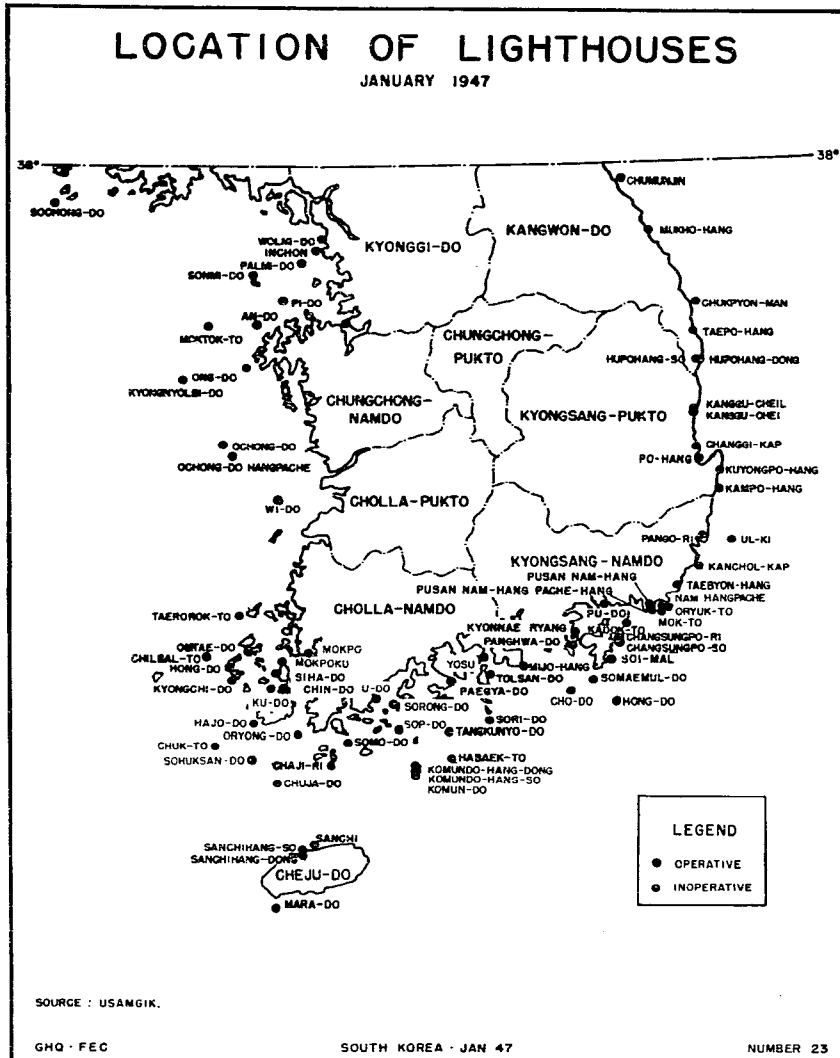 LOCATION OF LIGHTHOUSES
JANUARY 1947
38°
38°
CHUMUNJIN
SOCHONG-DO
MUKHO-HANG
WOLMI-DO
INCHON
KANGWON-DO
KYONGGI-DO
PALMI-DO
SONMI-DO
PI-DO
CHUKPYON-MAN
AN-DO
MOKTOK-TO
TAEPO-HANG
CHUNGCHONG-
PUKTO
HUPOHANG-SO
HUPOHANG-DONG
ONG-DO
KYONGNYOLBI-DO
CHUNGCHONG-
NAMDO
KYONGSANG-PUKTO
KANGGU-CHEIL
KANGGU-CHEI
OCHONG-DO
CHANGGI-KAP
OCHONG-DO HANGPACHE
PO-HANG
KUYONGPO-HANG
KAMPO-HANG
WI-DO
CHOLLA-PUKTO
PANGO-RI
UL-KI
KYONGSANG-NAMDO
KANCHOL-KAP
PUSAN NAM-HANG
TAEBYON-HANG
PUSAN NAM-HANG PACHE-HANG
NAM HANGPACHE
CHOLLA-NAMDO
PU-DO
ORYUK-TO
TAEROROK-TO
MOK-TO
KYONNAE RYANG
KADOK-TO
CHANGSUNGPO-RI
PANGHWA-DO
CHANGSUNGPO-SO
MOKPO
CHILBAL-TO
MOKPOKU
YOSU
MIJO-HANG
SOI-MAL
HONG-DO
SIHA-DO
TOLSAN-DO
SOMAEMUL-DO
KYONGCHI-DO
CHIN-DO
U-DO
PAEGYA-DO
KU-DO
CHO-DO
HONG-DO
SORONG-DO
HAJO-DO
SORI-DO
ORYONG-DO
SOP-DO
TANGKUNYO-DO
CHUK-TO
SOMO-DO
SOHUKSAN-DO
CHAJI-RI
HABAEK-TO
KOMUNDO-HANG-DONG
KOMUNDO-HANG-SO
KOMUN-DO
CHUJA-DO
SANCHI
SANCHIHANG-SO
SANCHIHANG-DONG
CHEJU-DO
MARA-DO
LEGEND
OPERATIVE
INOPERATIVE
SOURCE : USAMGIK.
GHQ - FEC
SOUTH KOREA - JAN 47
NUMBER 23